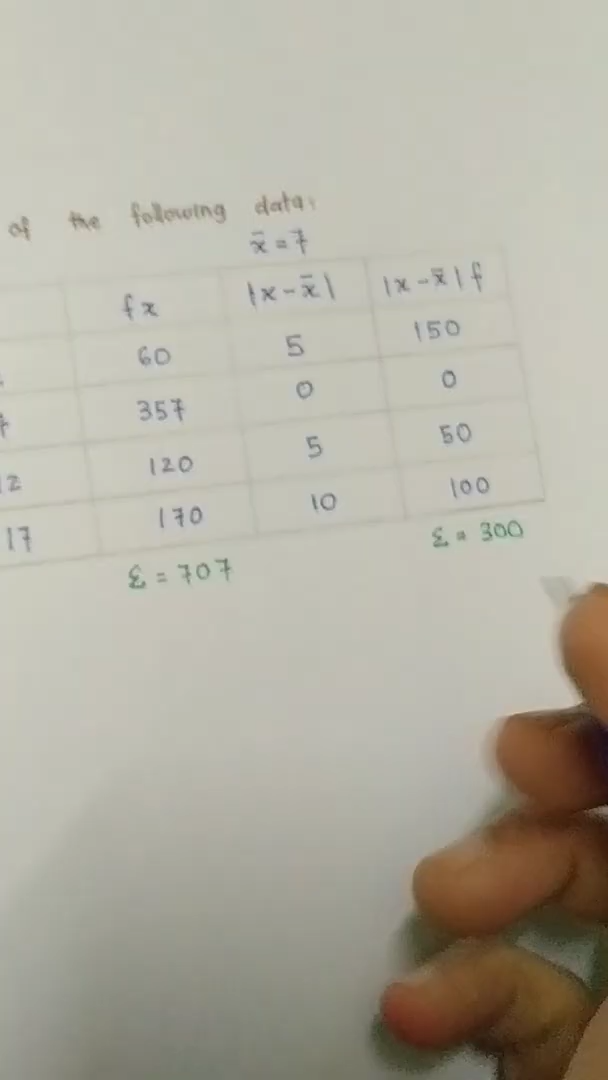 of the following data:
x̄ = 7
fx |x - x̄| |x - x̄| f
60 5 150
357 0 0
12 120 5 50
17 170 10 100
Ɛ = 707 Ɛ = 300